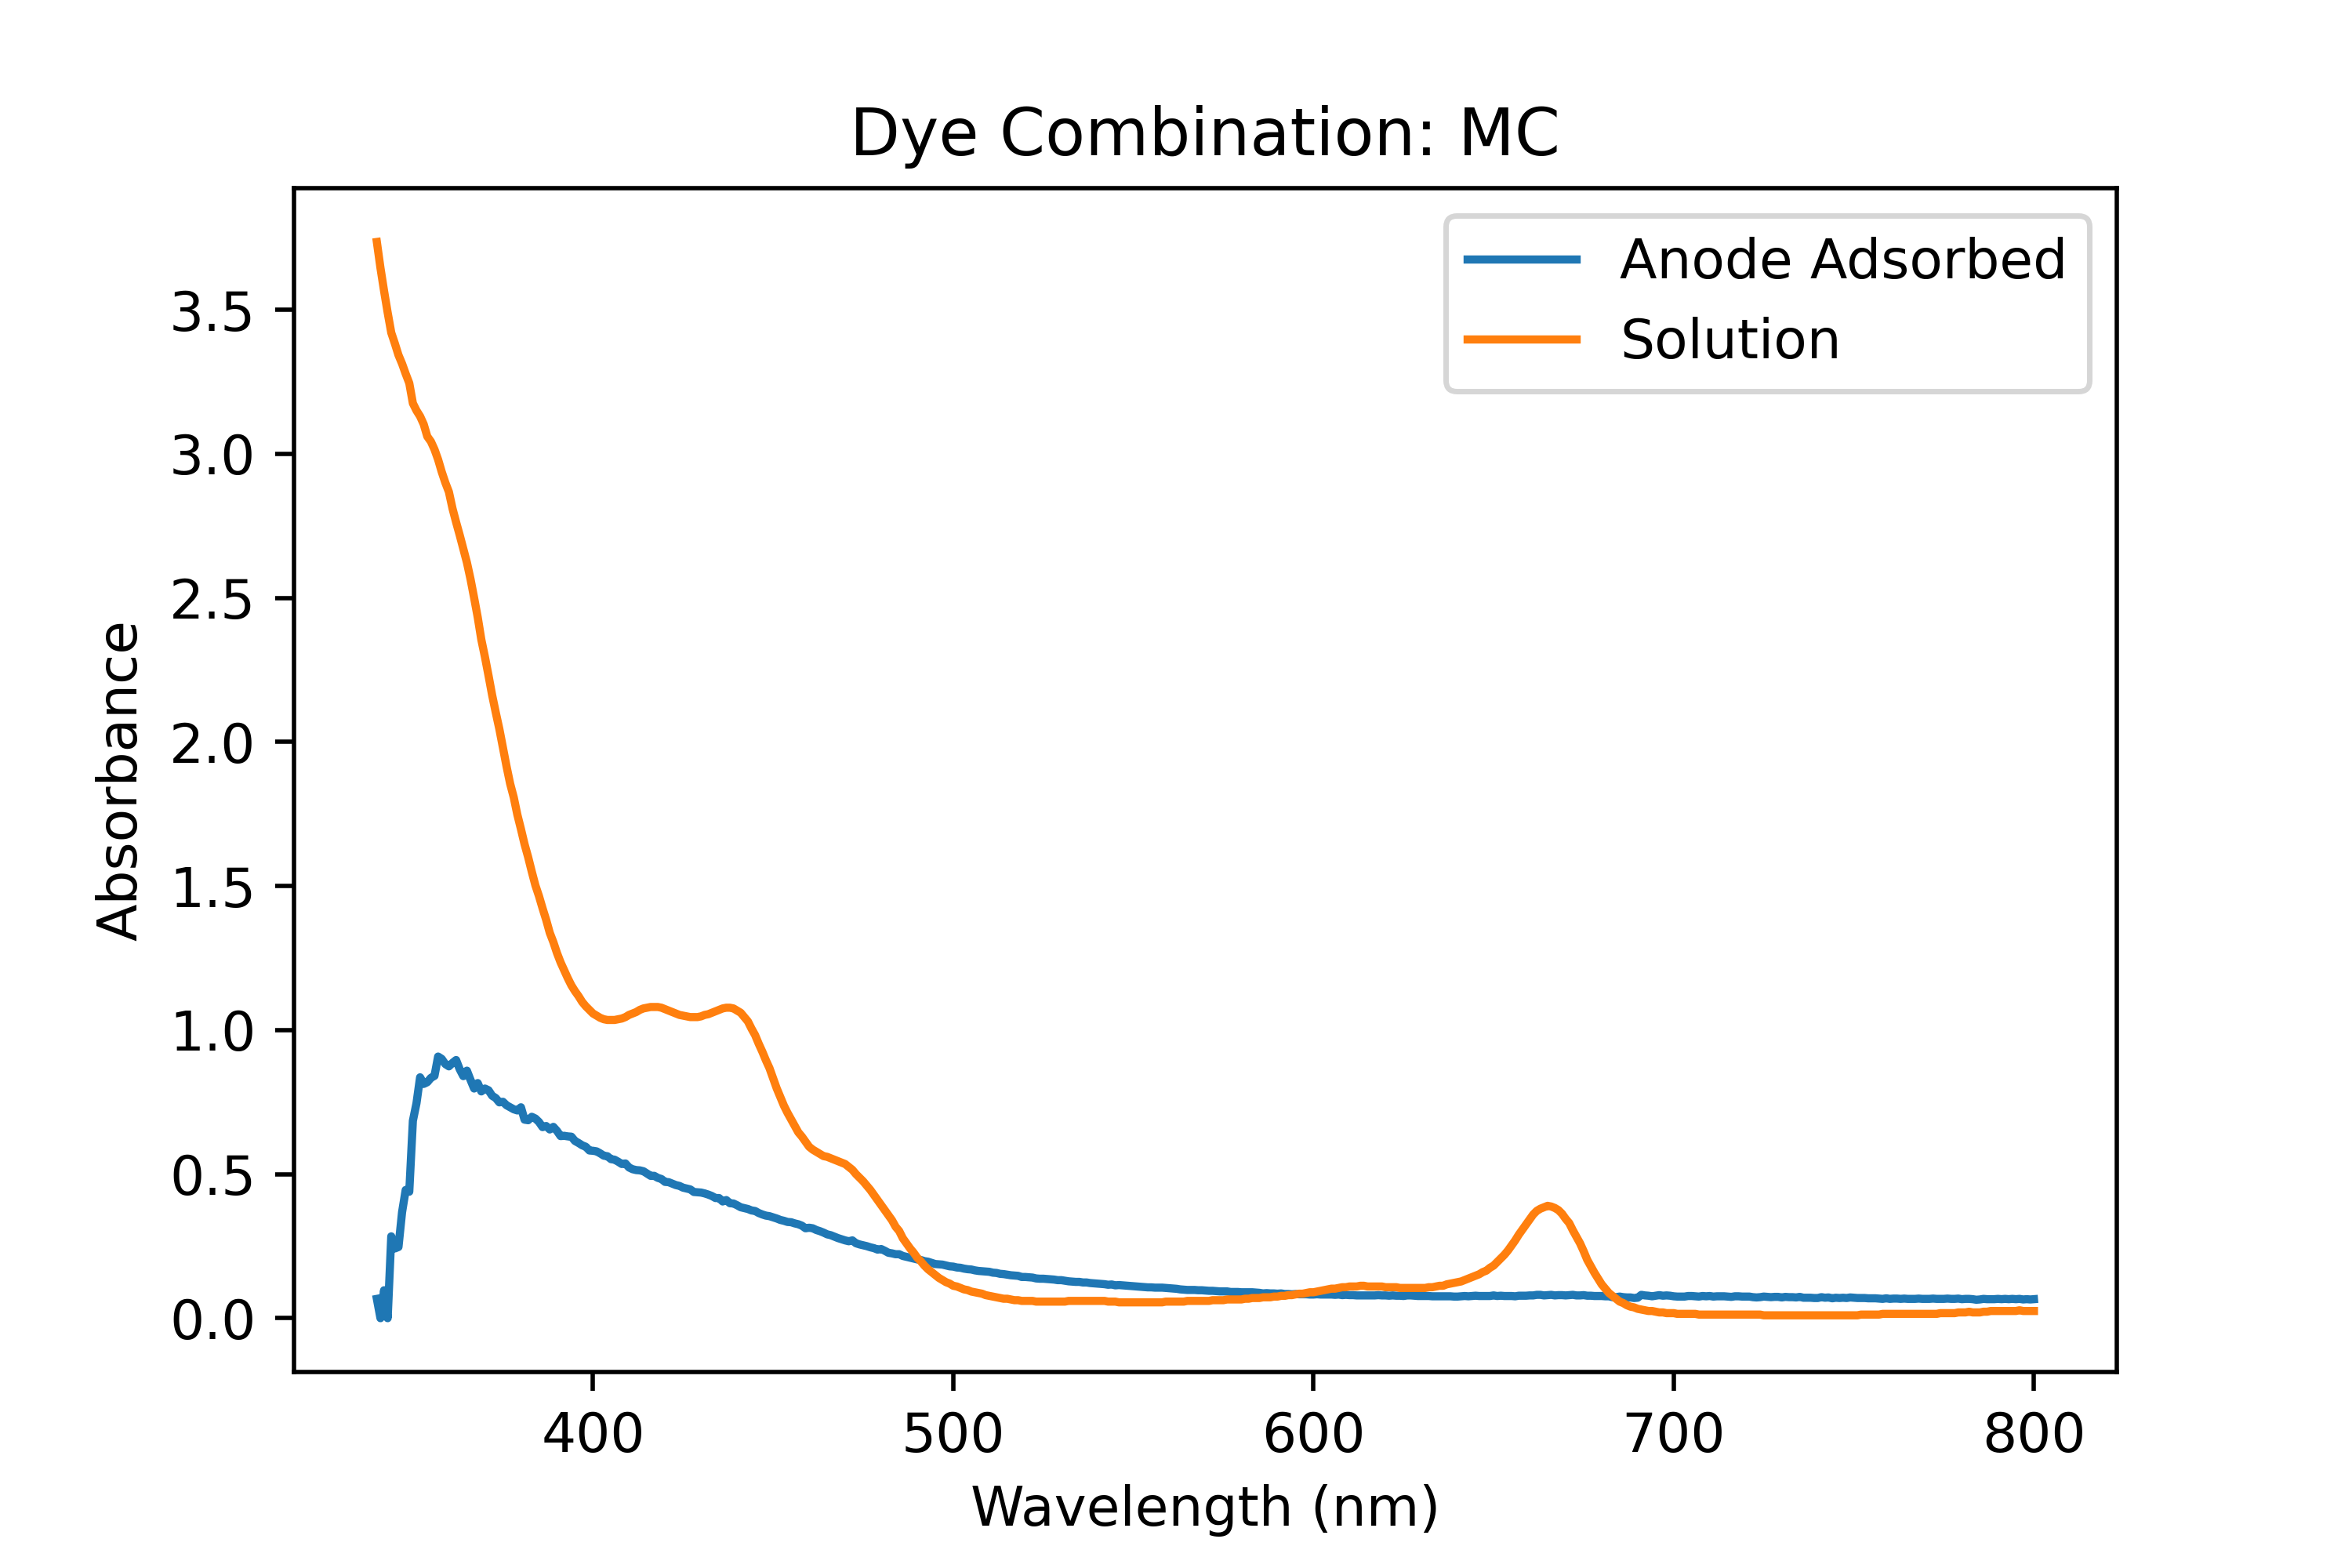 Dye Combination: MC
Anode Adsorbed
Solution
Absorbance
3.5
3.0
2.5
2.0
1.5
1.0
0.5
0.0
400 500 600 700 800
Wavelength (nm)